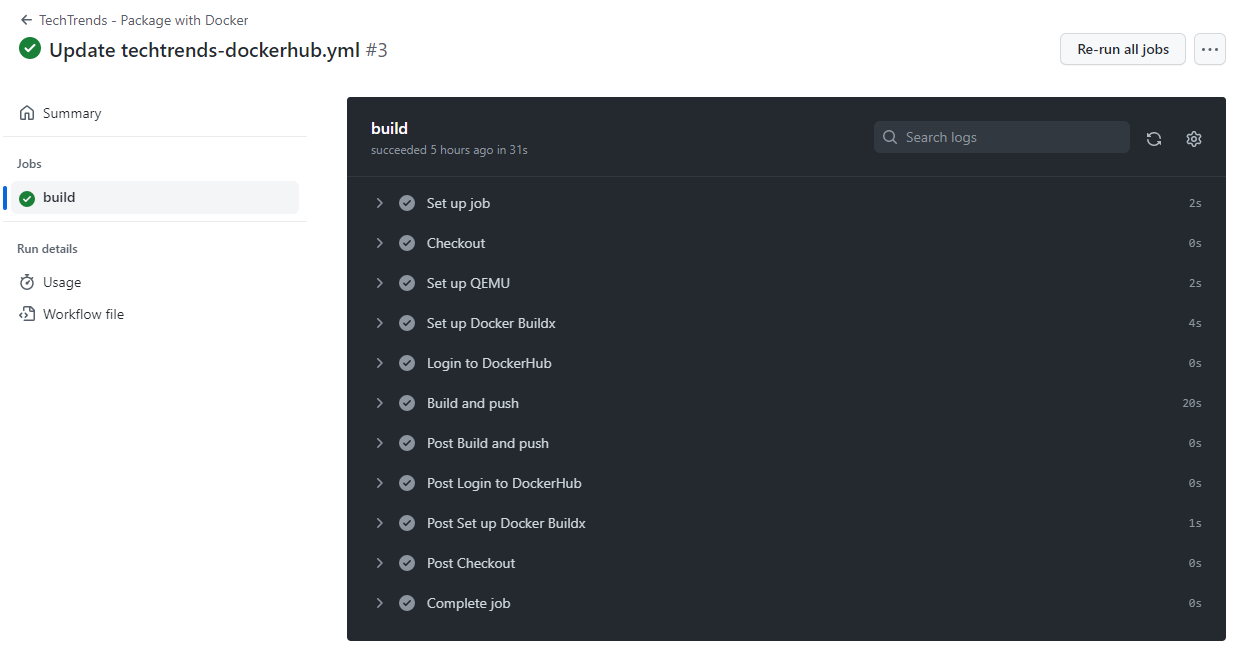 TechTrends - Package with Docker
Update techtrends-dockerhub.yml #3
Re-run all jobs
Summary
Jobs
build
Run details
Usage
Workflow file
build
succeeded 5 hours ago in 31s
Search logs
Set up job 2s
Checkout 0s
Set up QEMU 2s
Set up Docker Buildx 4s
Login to DockerHub 0s
Build and push 20s
Post Build and push 0s
Post Login to DockerHub 0s
Post Set up Docker Buildx 1s
Post Checkout 0s
Complete job 0s